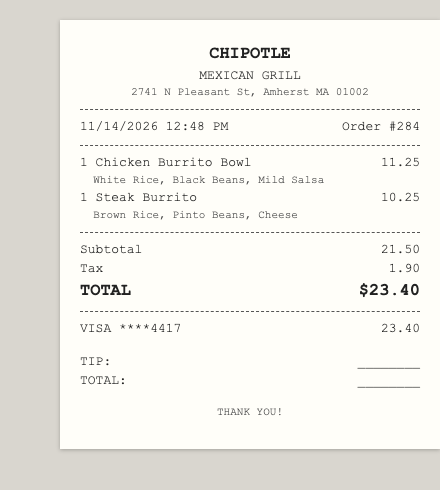 CHIPOTLE
MEXICAN GRILL
2741 N Pleasant St, Amherst MA 01002
11/14/2026 12:48 PM Order #284
1 Chicken Burrito Bowl 11.25
White Rice, Black Beans, Mild Salsa
1 Steak Burrito 10.25
Brown Rice, Pinto Beans, Cheese
Subtotal 21.50
Tax 1.90
TOTAL $23.40
VISA ****4417 23.40
TIP: ________
TOTAL: ________
THANK YOU!